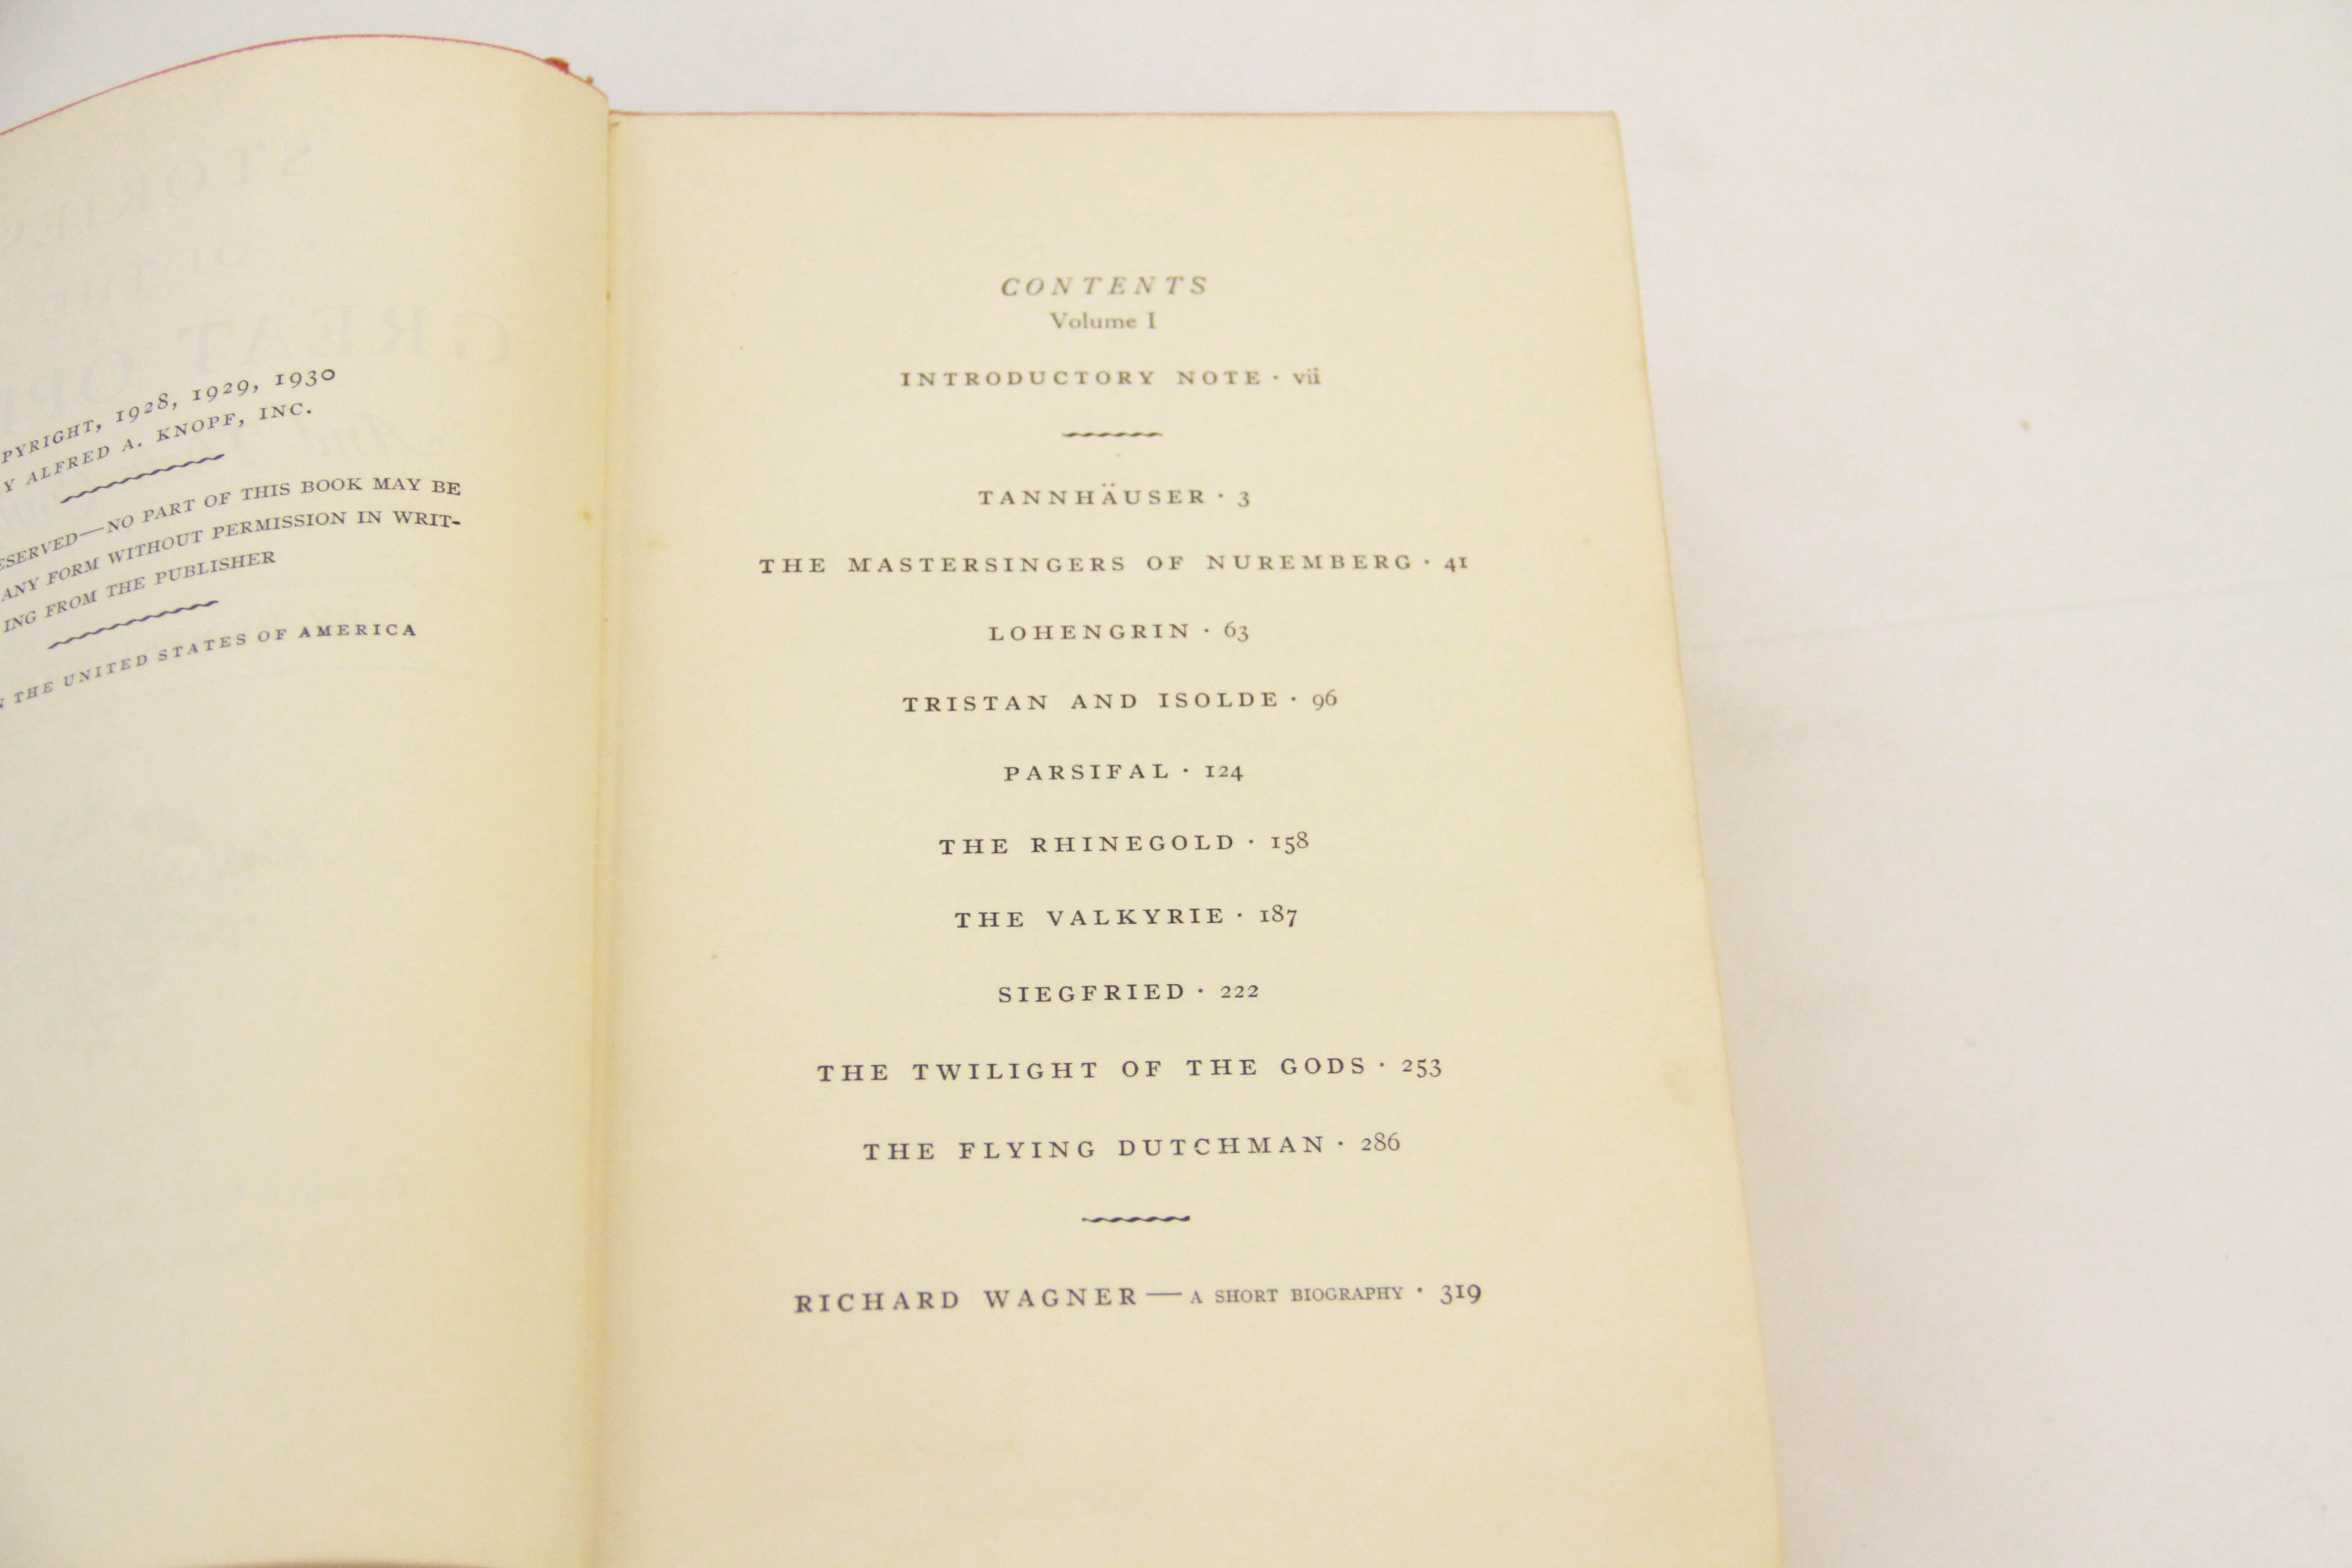 PYRIGHT, 1928, 1929, 1930
Y ALFRED A. KNOPF, INC.
ESERVED—NO PART OF THIS BOOK MAY BE
ANY FORM WITHOUT PERMISSION IN WRIT-
ING FROM THE PUBLISHER
THE UNITED STATES OF AMERICA
CONTENTS
Volume I
INTRODUCTORY NOTE · vii
TANNHÄUSER · 3
THE MASTERSINGERS OF NUREMBERG · 41
LOHENGRIN · 63
TRISTAN AND ISOLDE · 96
PARSIFAL · 124
THE RHINEGOLD · 158
THE VALKYRIE · 187
SIEGFRIED · 222
THE TWILIGHT OF THE GODS · 253
THE FLYING DUTCHMAN · 286
RICHARD WAGNER—A SHORT BIOGRAPHY · 319